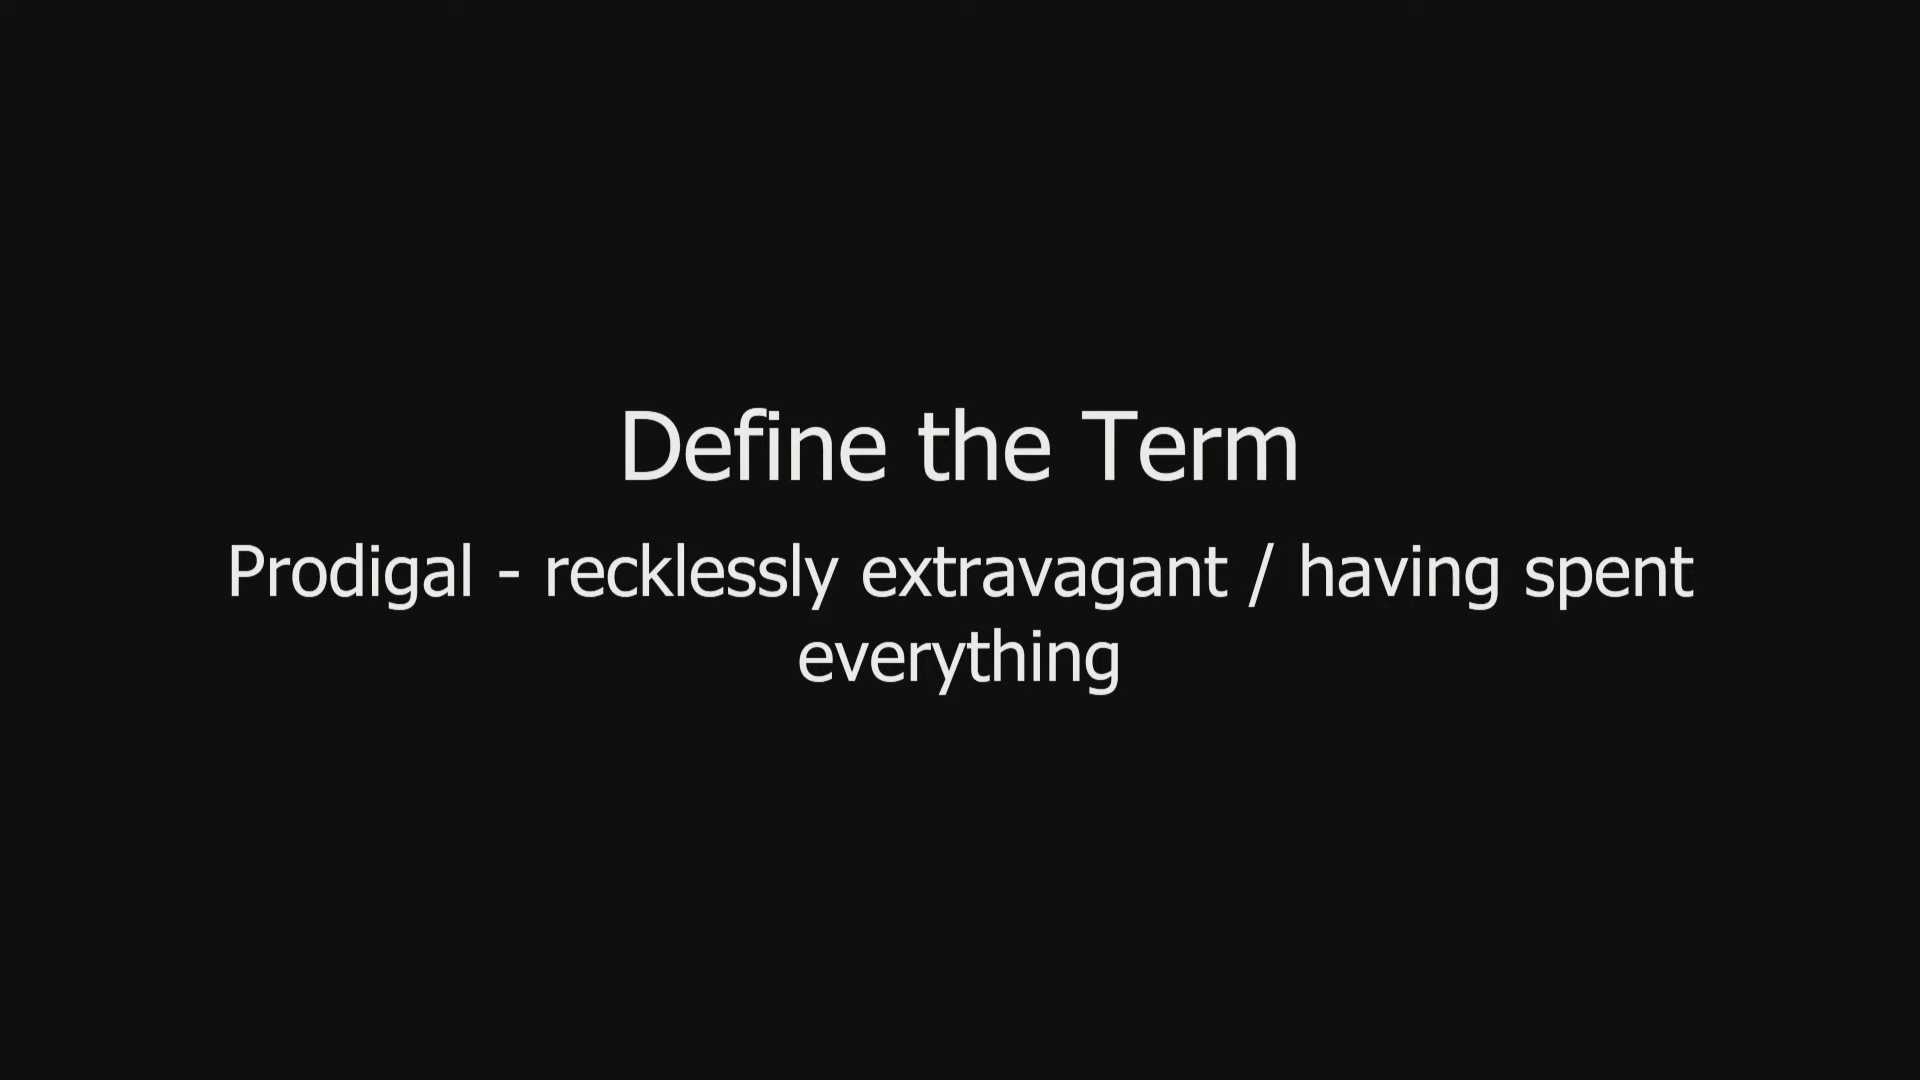 Define the Term
Prodigal - recklessly extravagant / having spent
everything